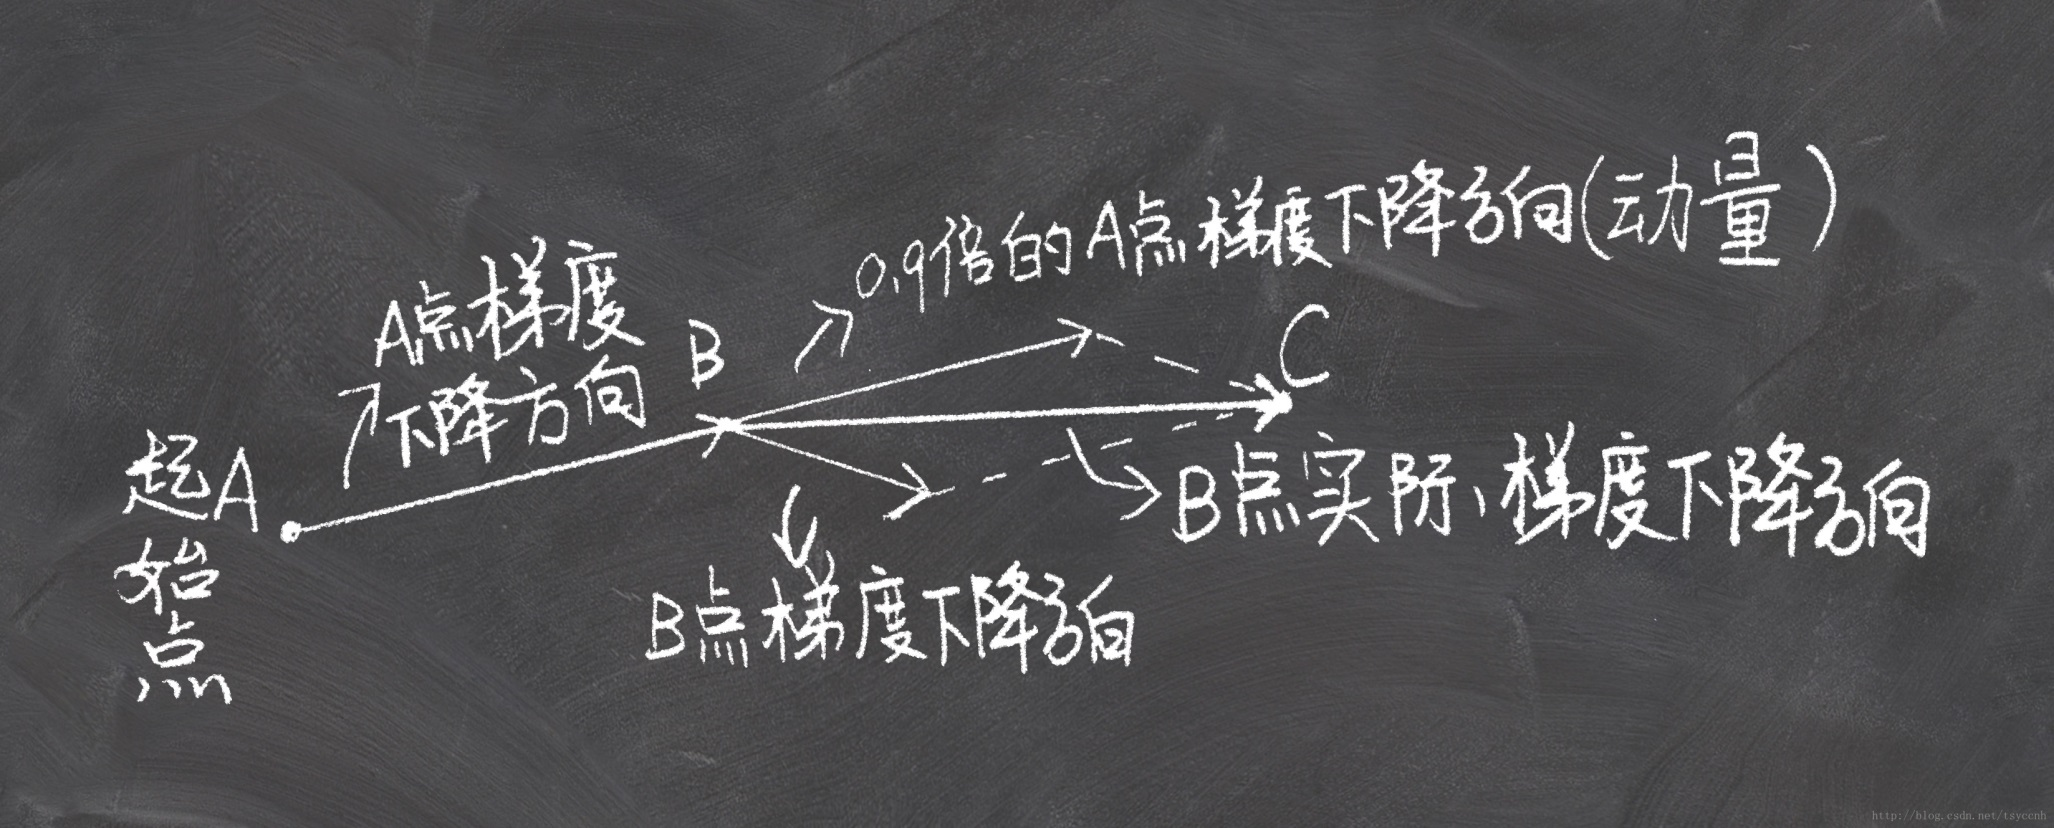 起A
始
点
A点梯度
下降方向
B
0.9倍的A点梯度下降方向(动量)
C
B点实际梯度下降方向
B点梯度下降方向
http://blog.csdn.net/tsyccnh